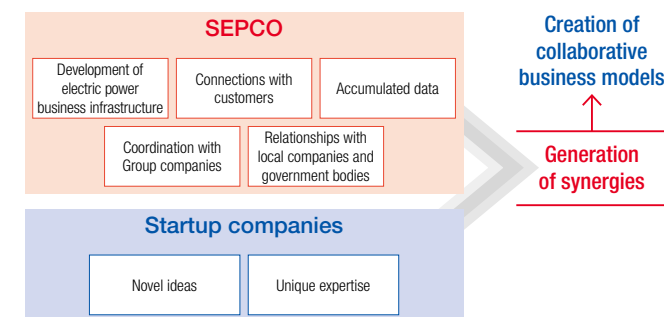 SEPCO
Development of
electric power
business infrastructure
Connections with
customers
Accumulated data
Coordination with
Group companies
Relationships with
local companies and
government bodies
Startup companies
Novel ideas
Unique expertise
Creation of
collaborative
business models
Generation
of synergies